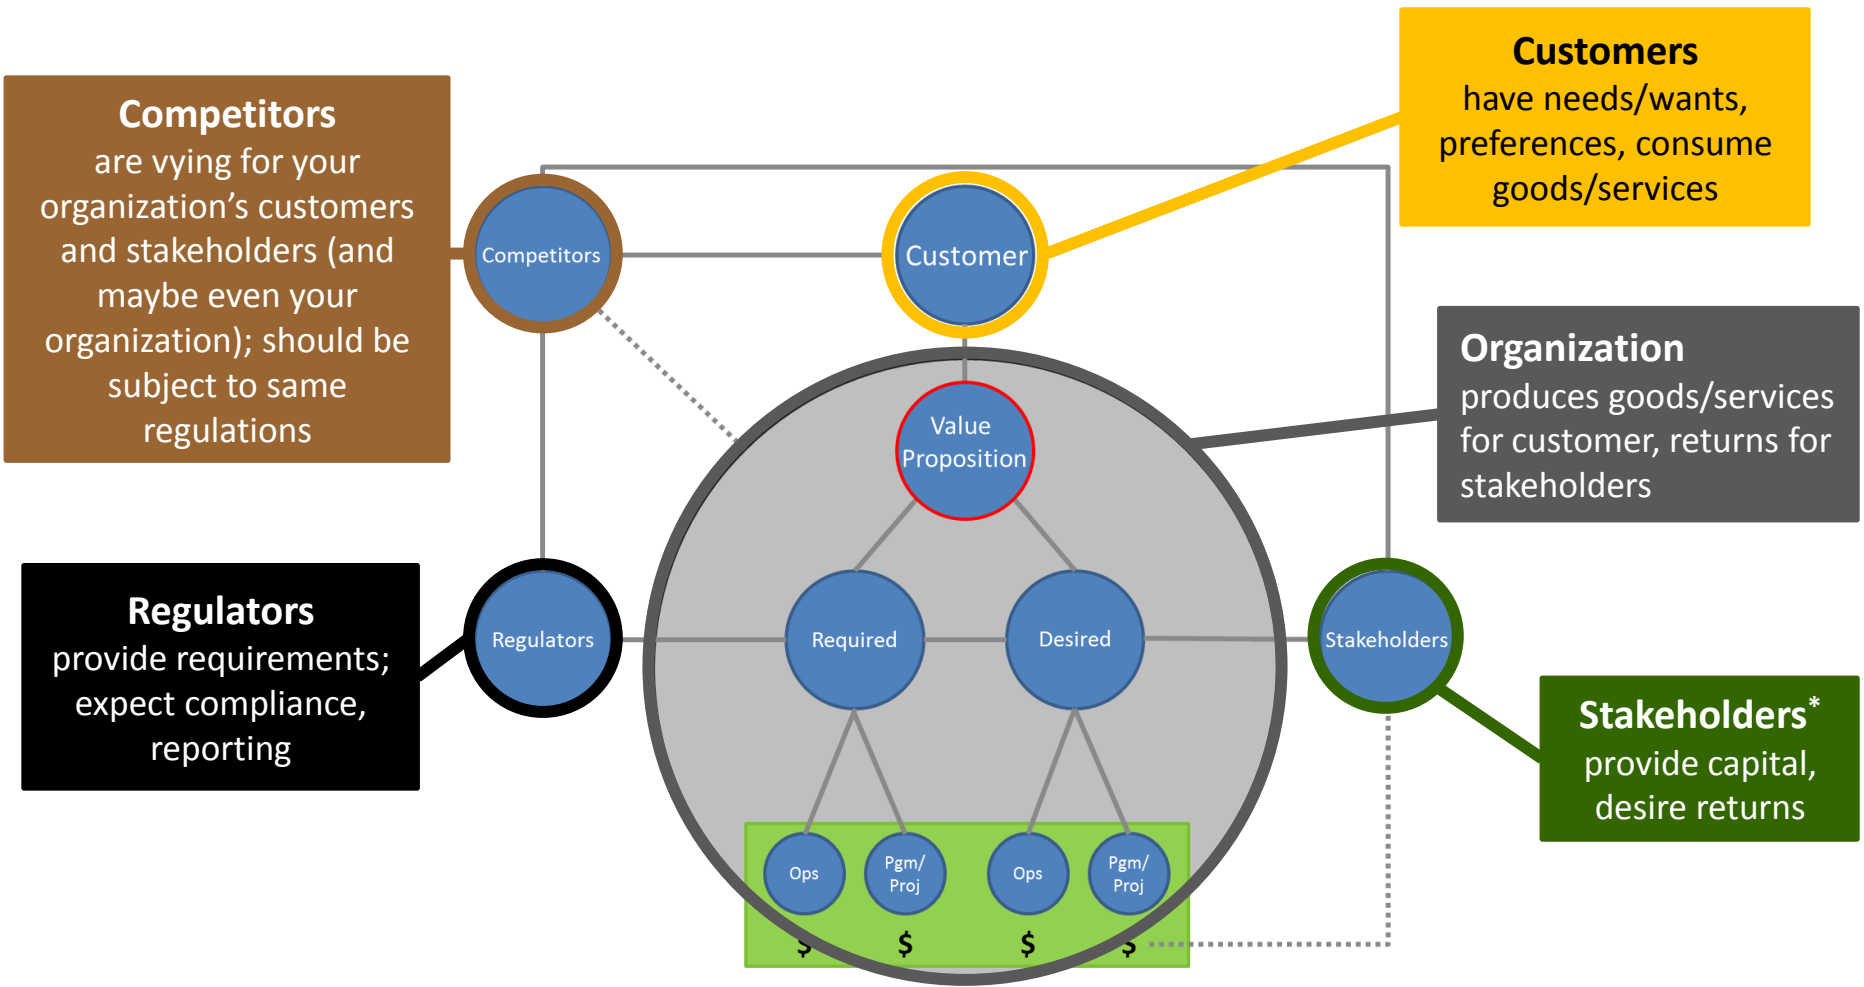 Customers
have needs/wants,
preferences, consume
goods/services
Competitors
are vying for your
organization’s customers
and stakeholders (and
maybe even your
organization); should be
subject to same
regulations
Competitors
Customer
Organization
produces goods/services
for customer, returns for
stakeholders
Value
Proposition
Regulators
provide requirements;
expect compliance,
reporting
Regulators
Required
Desired
Stakeholders
Stakeholders*
provide capital,
desire returns
Ops
Pgm/
Proj
Ops
Pgm/
Proj
$ $ $ $